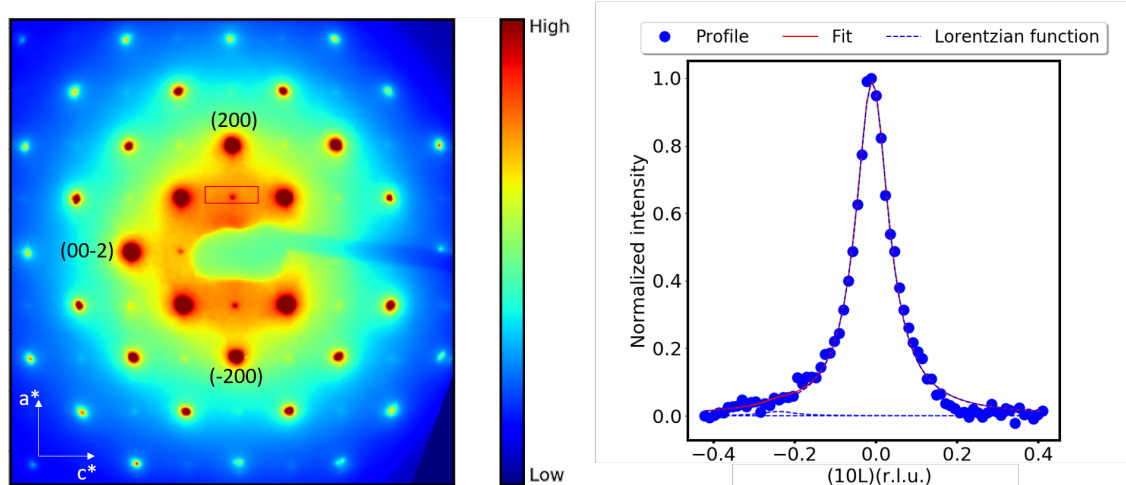 High
(200)
(00-2)
(-200)
a*
c*
Low
Profile Fit Lorentzian function
Normalized intensity
1.0
0.8
0.6
0.4
0.2
0.0
−0.4 −0.2 0.0 0.2 0.4
(10L)(r.l.u.)